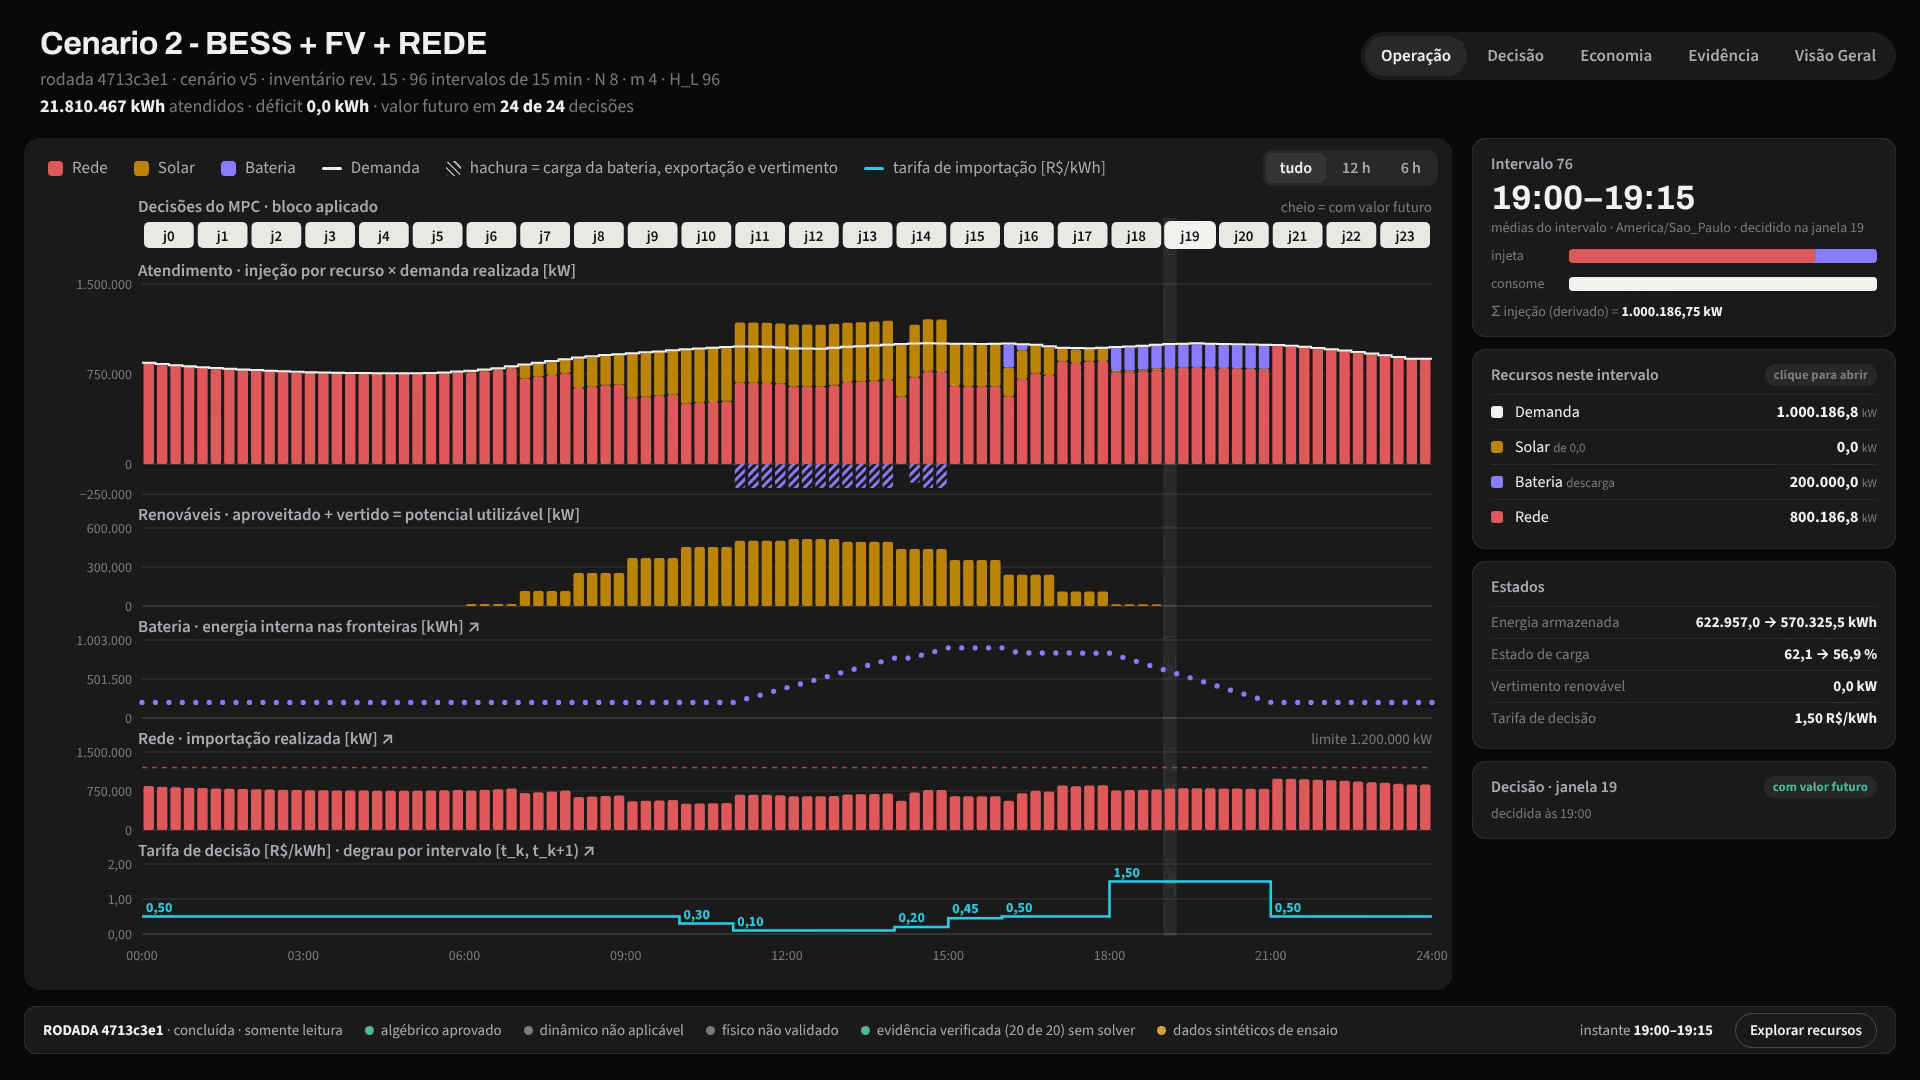 Cenario 2 - BESS + FV + REDE
rodada 4713c3e1 · cenário v5 · inventário rev. 15 · 96 intervalos de 15 min · N 8 · m 4 · H_L 96
21.810.467 kWh atendidos · déficit 0,0 kWh · valor futuro em 24 de 24 decisões
Operação Decisão Economia Evidência Visão Geral
Rede Solar Bateria Demanda hachura = carga da bateria, exportação e vertimento tarifa de importação [R$/kWh]
tudo 12 h 6 h
Decisões do MPC · bloco aplicado cheio = com valor futuro
j0 j1 j2 j3 j4 j5 j6 j7 j8 j9 j10 j11 j12 j13 j14 j15 j16 j17 j18 j19 j20 j21 j22 j23
Atendimento · injeção por recurso × demanda realizada [kW]
1.500.000
750.000
0
−250.000
Renováveis · aproveitado + vertido = potencial utilizável [kW]
600.000
300.000
0
Bateria · energia interna nas fronteiras [kWh] ↗
1.003.000
501.500
0
Rede · importação realizada [kW] ↗ limite 1.200.000 kW
1.500.000
750.000
0
Tarifa de decisão [R$/kWh] · degrau por intervalo [t_k, t_k+1) ↗
2,00
1,00
0,00
0,50 0,30 0,10 0,20 0,45 0,50 1,50 0,50
00:00 03:00 06:00 09:00 12:00 15:00 18:00 21:00 24:00
Intervalo 76
19:00–19:15
médias do intervalo · America/Sao_Paulo · decidido na janela 19
injeta
consome
Σ injeção (derivado) = 1.000.186,75 kW
Recursos neste intervalo clique para abrir
Demanda 1.000.186,8 kW
Solar de 0,0 0,0 kW
Bateria descarga 200.000,0 kW
Rede 800.186,8 kW
Estados
Energia armazenada 622.957,0 → 570.325,5 kWh
Estado de carga 62,1 → 56,9 %
Vertimento renovável 0,0 kW
Tarifa de decisão 1,50 R$/kWh
Decisão · janela 19 com valor futuro
decidida às 19:00
RODADA 4713c3e1 · concluída · somente leitura algébrico aprovado dinâmico não aplicável físico não validado evidência verificada (20 de 20) sem solver dados sintéticos de ensaio instante 19:00–19:15 Explorar recursos